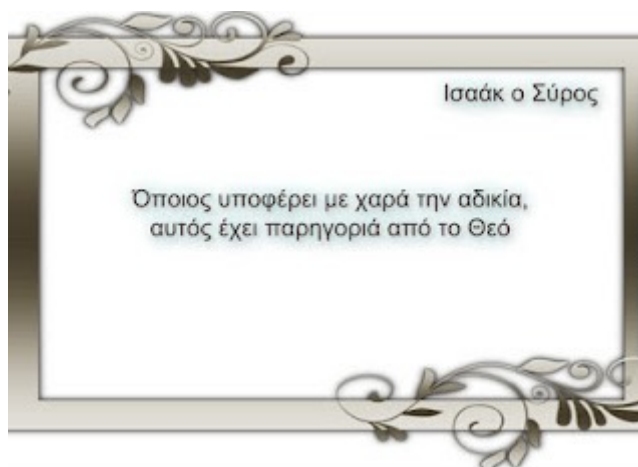 Ισαάκ ο Σύρος
Όποιος υποφέρει με χαρά την αδικία,
αυτός έχει παρηγοριά από το Θεό